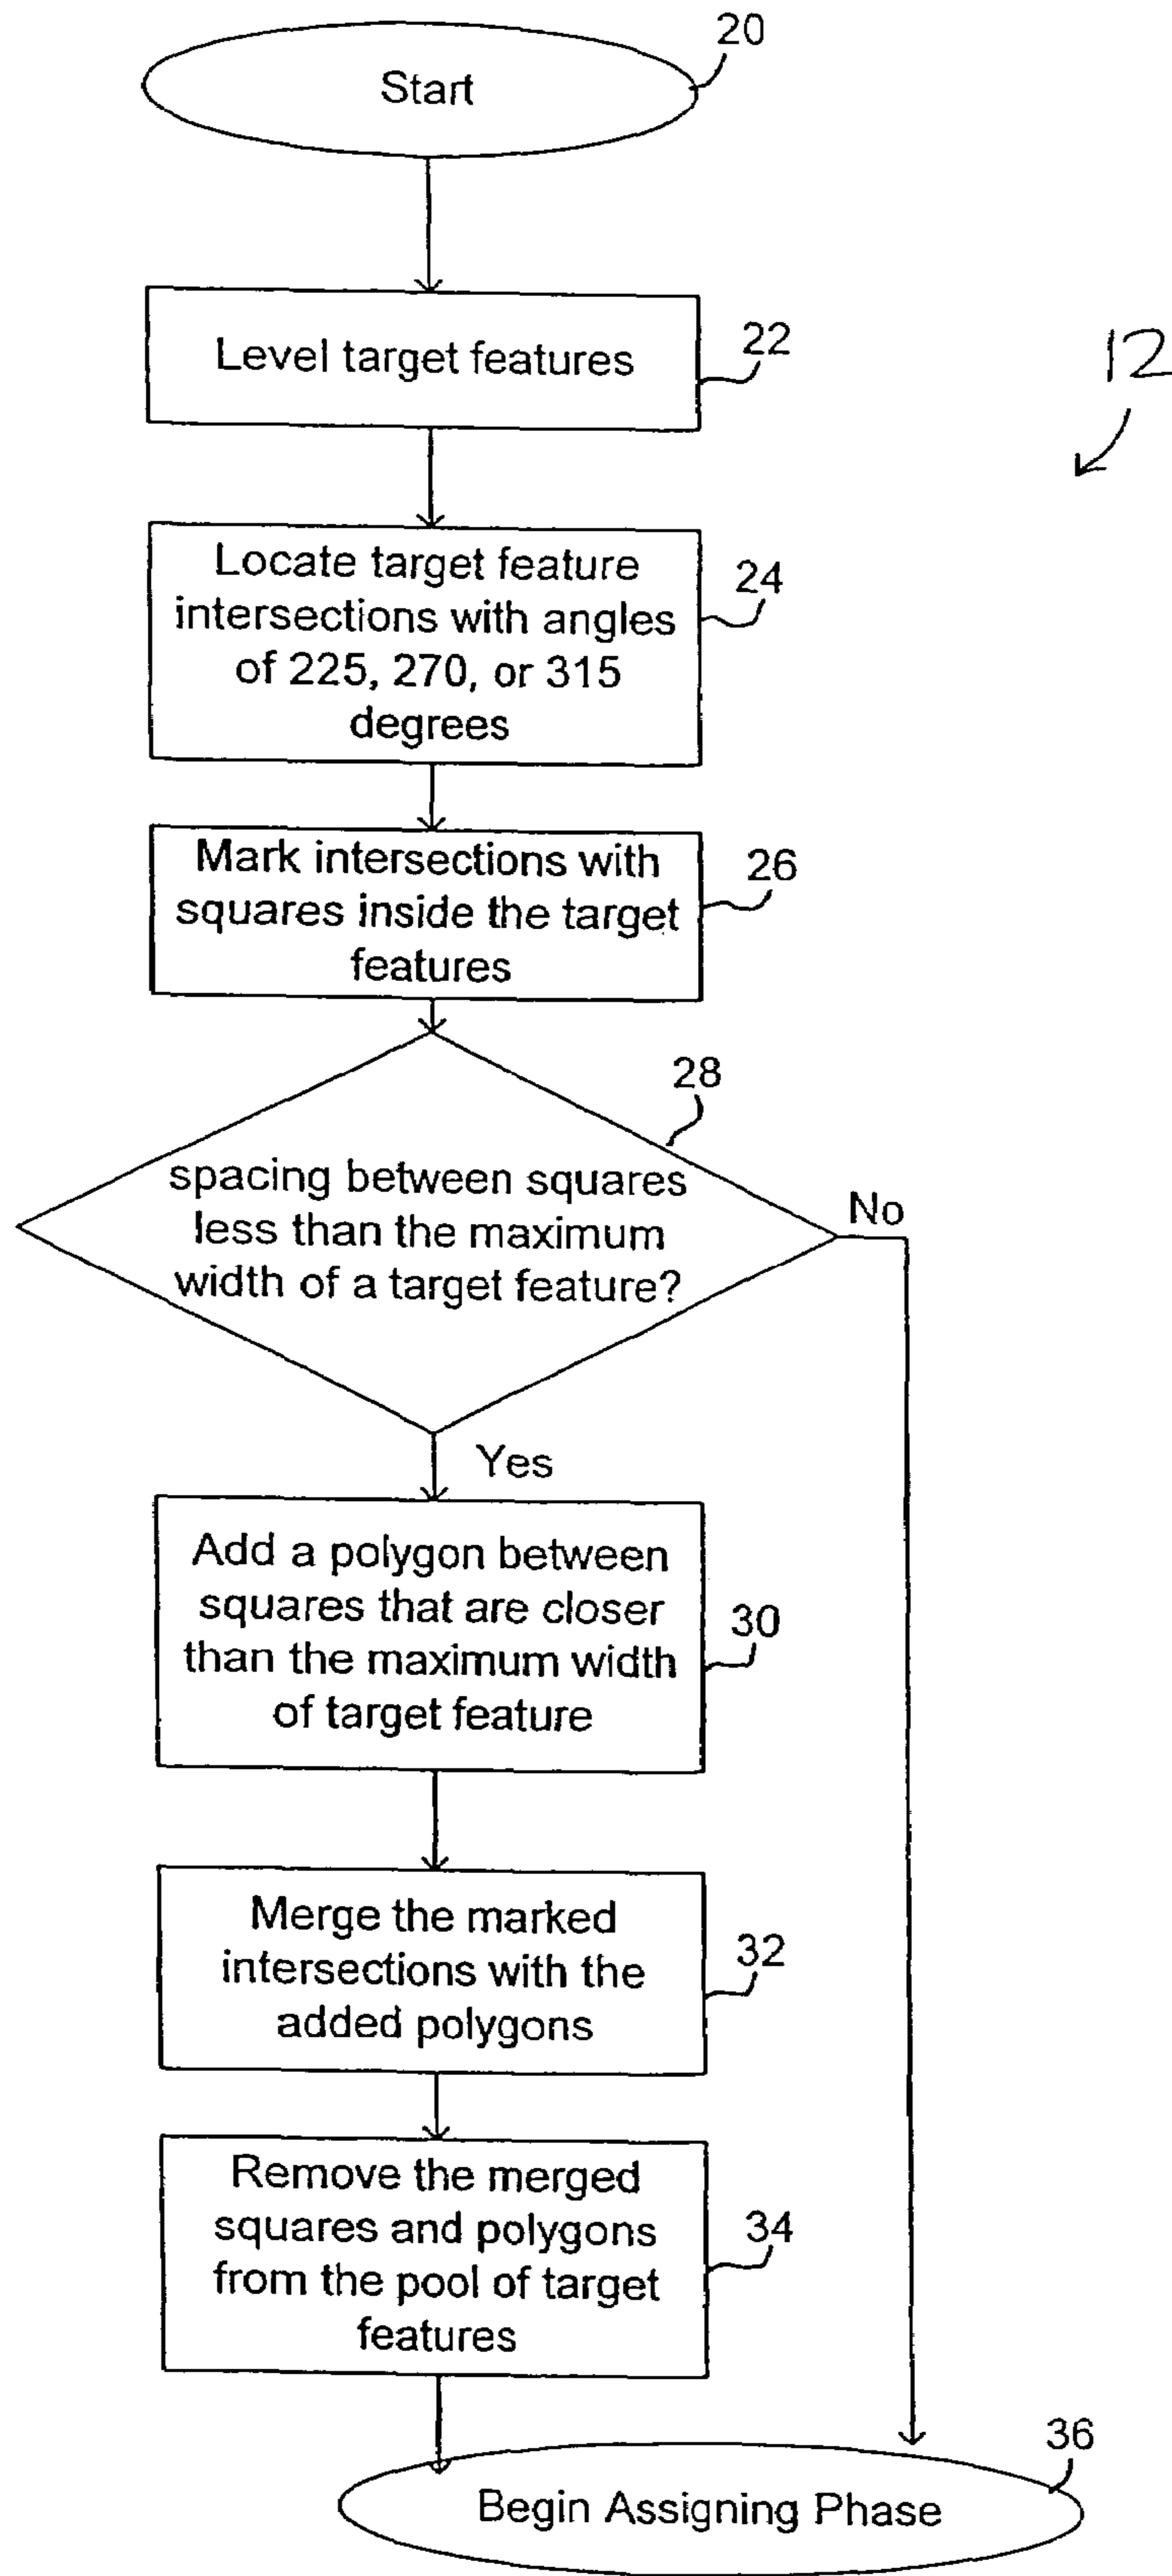 20
Start
Level target features
22
12
Locate target feature
intersections with angles
of 225, 270, or 315
degrees
24
Mark intersections with
squares inside the target
features
26
28
spacing between squares
less than the maximum
width of a target feature?
No
Yes
Add a polygon between
squares that are closer
than the maximum width
of target feature
30
Merge the marked
intersections with the
added polygons
32
Remove the merged
squares and polygons
from the pool of target
features
34
36
Begin Assigning Phase